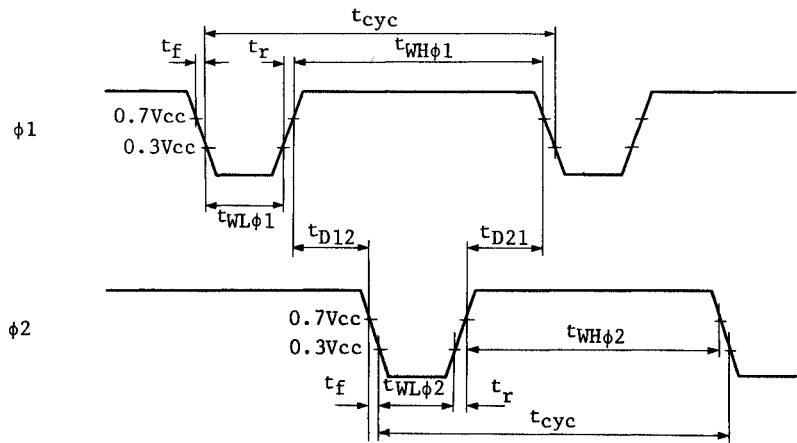 tcyc
tf
tr
tWHφ1
0.7Vcc
φ1
0.3Vcc
tWLφ1
tD12
tD21
0.7Vcc
φ2
0.3Vcc
tWHφ2
tf
tWLφ2
tr
tcyc